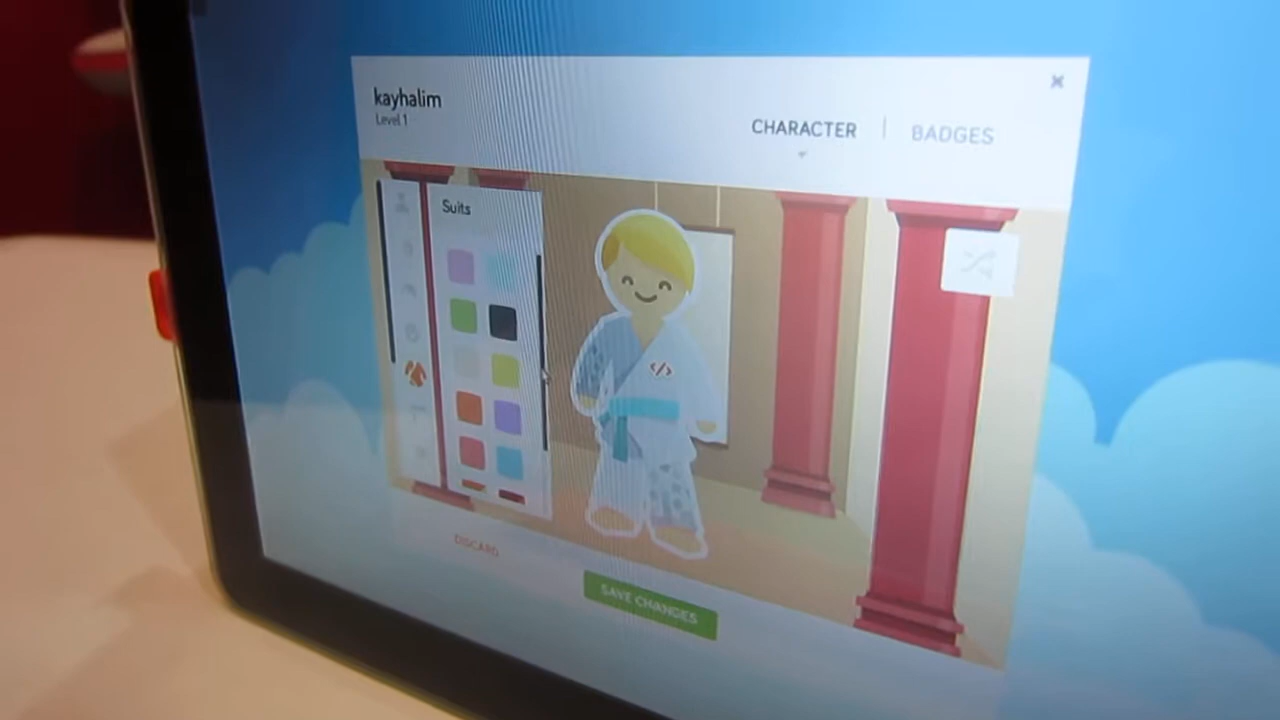 kayhalim
Level 1
CHARACTER | BADGES
Suits
</>
DISCARD
SAVE CHANGES